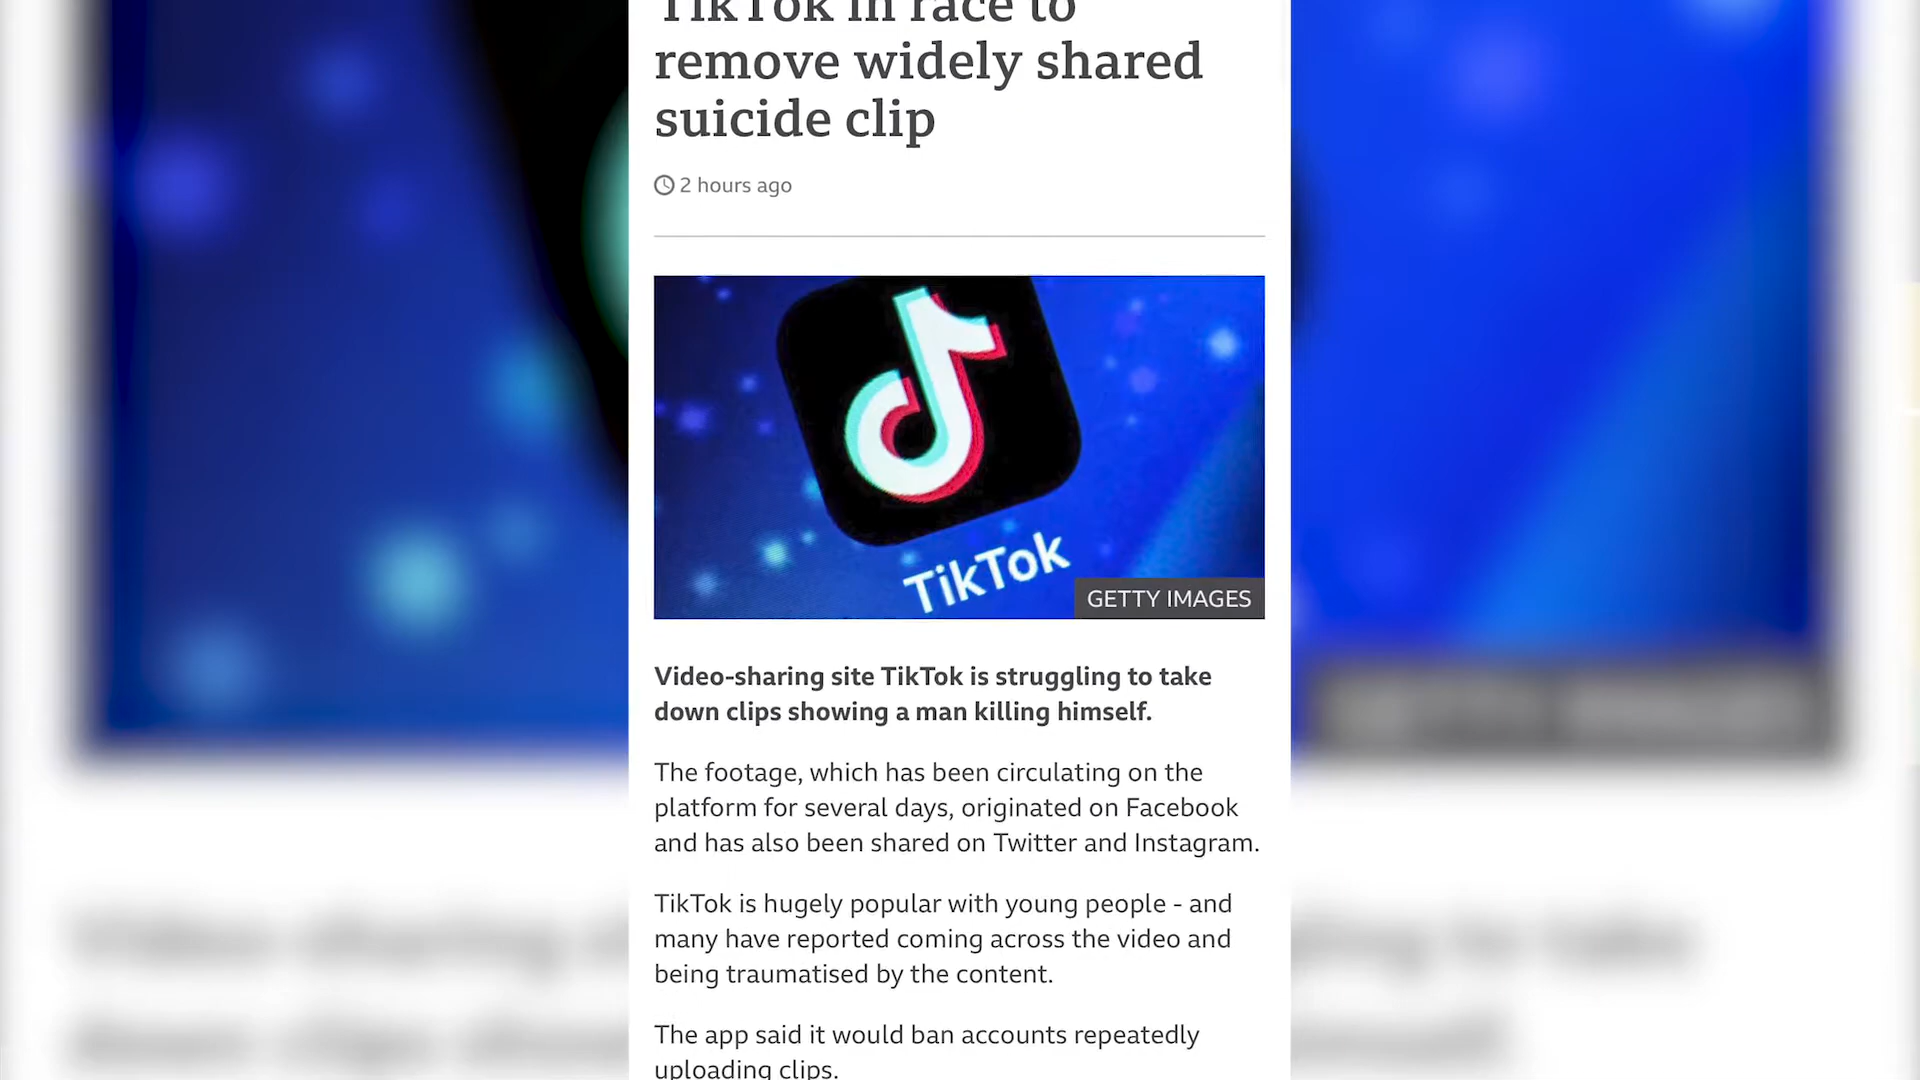 TikTok in race to
remove widely shared
suicide clip
2 hours ago
TikTok
GETTY IMAGES
Video-sharing site TikTok is struggling to take
down clips showing a man killing himself.
The footage, which has been circulating on the
platform for several days, originated on Facebook
and has also been shared on Twitter and Instagram.
TikTok is hugely popular with young people - and
many have reported coming across the video and
being traumatised by the content.
The app said it would ban accounts repeatedly
uploading clips.